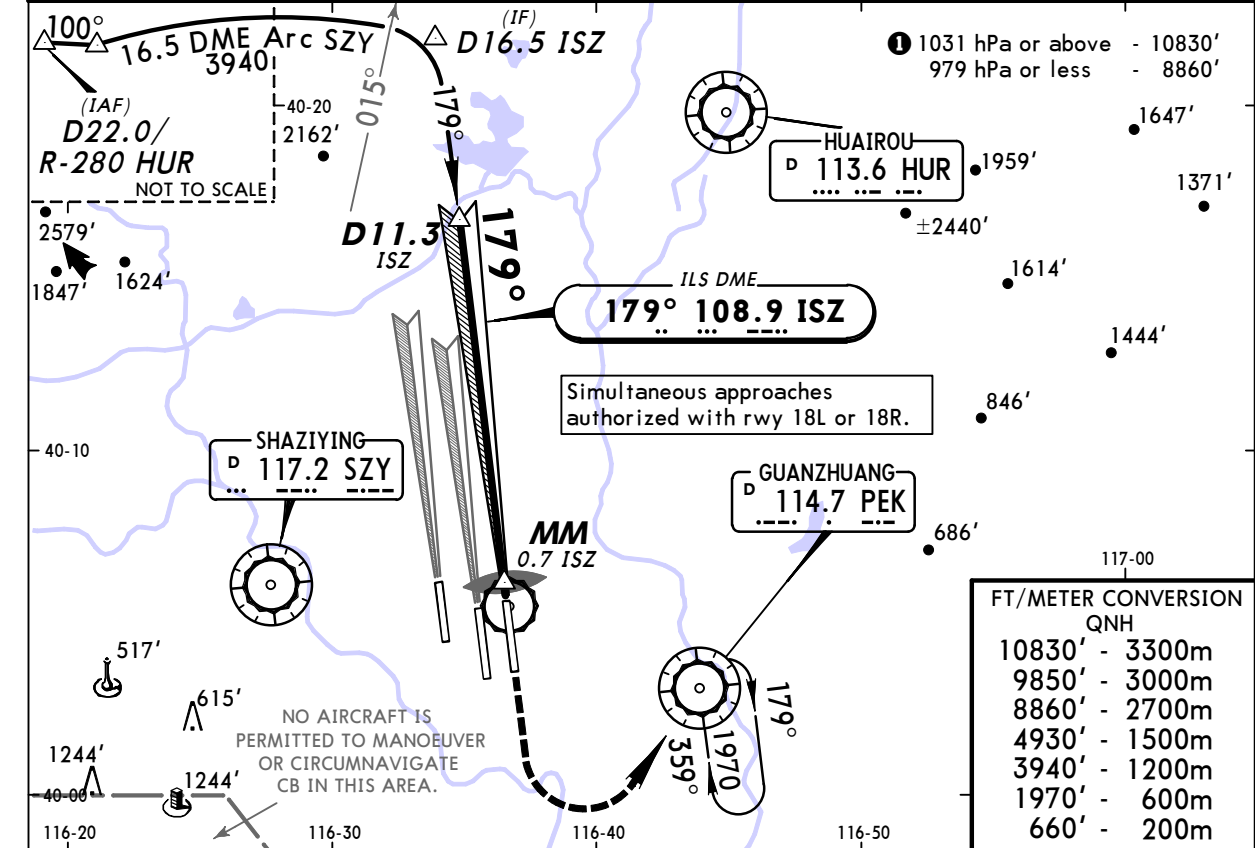 100°
16.5 DME Arc SZY
3940
(IAF)
D22.0/
R-280 HUR
NOT TO SCALE
(IF)
D16.5 ISZ
015°
179°
40-20
2162'
1031 hPa or above - 10830'
979 hPa or less - 8860'
1
HUAIROU
D 113.6 HUR
1647'
1959'
1371'
±2440'
2579'
1847'
1624'
D11.3
ISZ
179°
ILS DME
179° 108.9 ISZ
1614'
1444'
Simultaneous approaches
authorized with rwy 18L or 18R.
846'
40-10
SHAZIYING
D 117.2 SZY
GUANZHUANG
D 114.7 PEK
MM
0.7 ISZ
686'
117-00
517'
615'
1244'
1244'
NO AIRCRAFT IS
PERMITTED TO MANOEUVER
OR CIRCUMNAVIGATE
CB IN THIS AREA.
359°
1970
179°
FT/METER CONVERSION
QNH
10830' - 3300m
9850' - 3000m
8860' - 2700m
4930' - 1500m
3940' - 1200m
1970' - 600m
660' - 200m
40-00
116-20
116-30
116-40
116-50